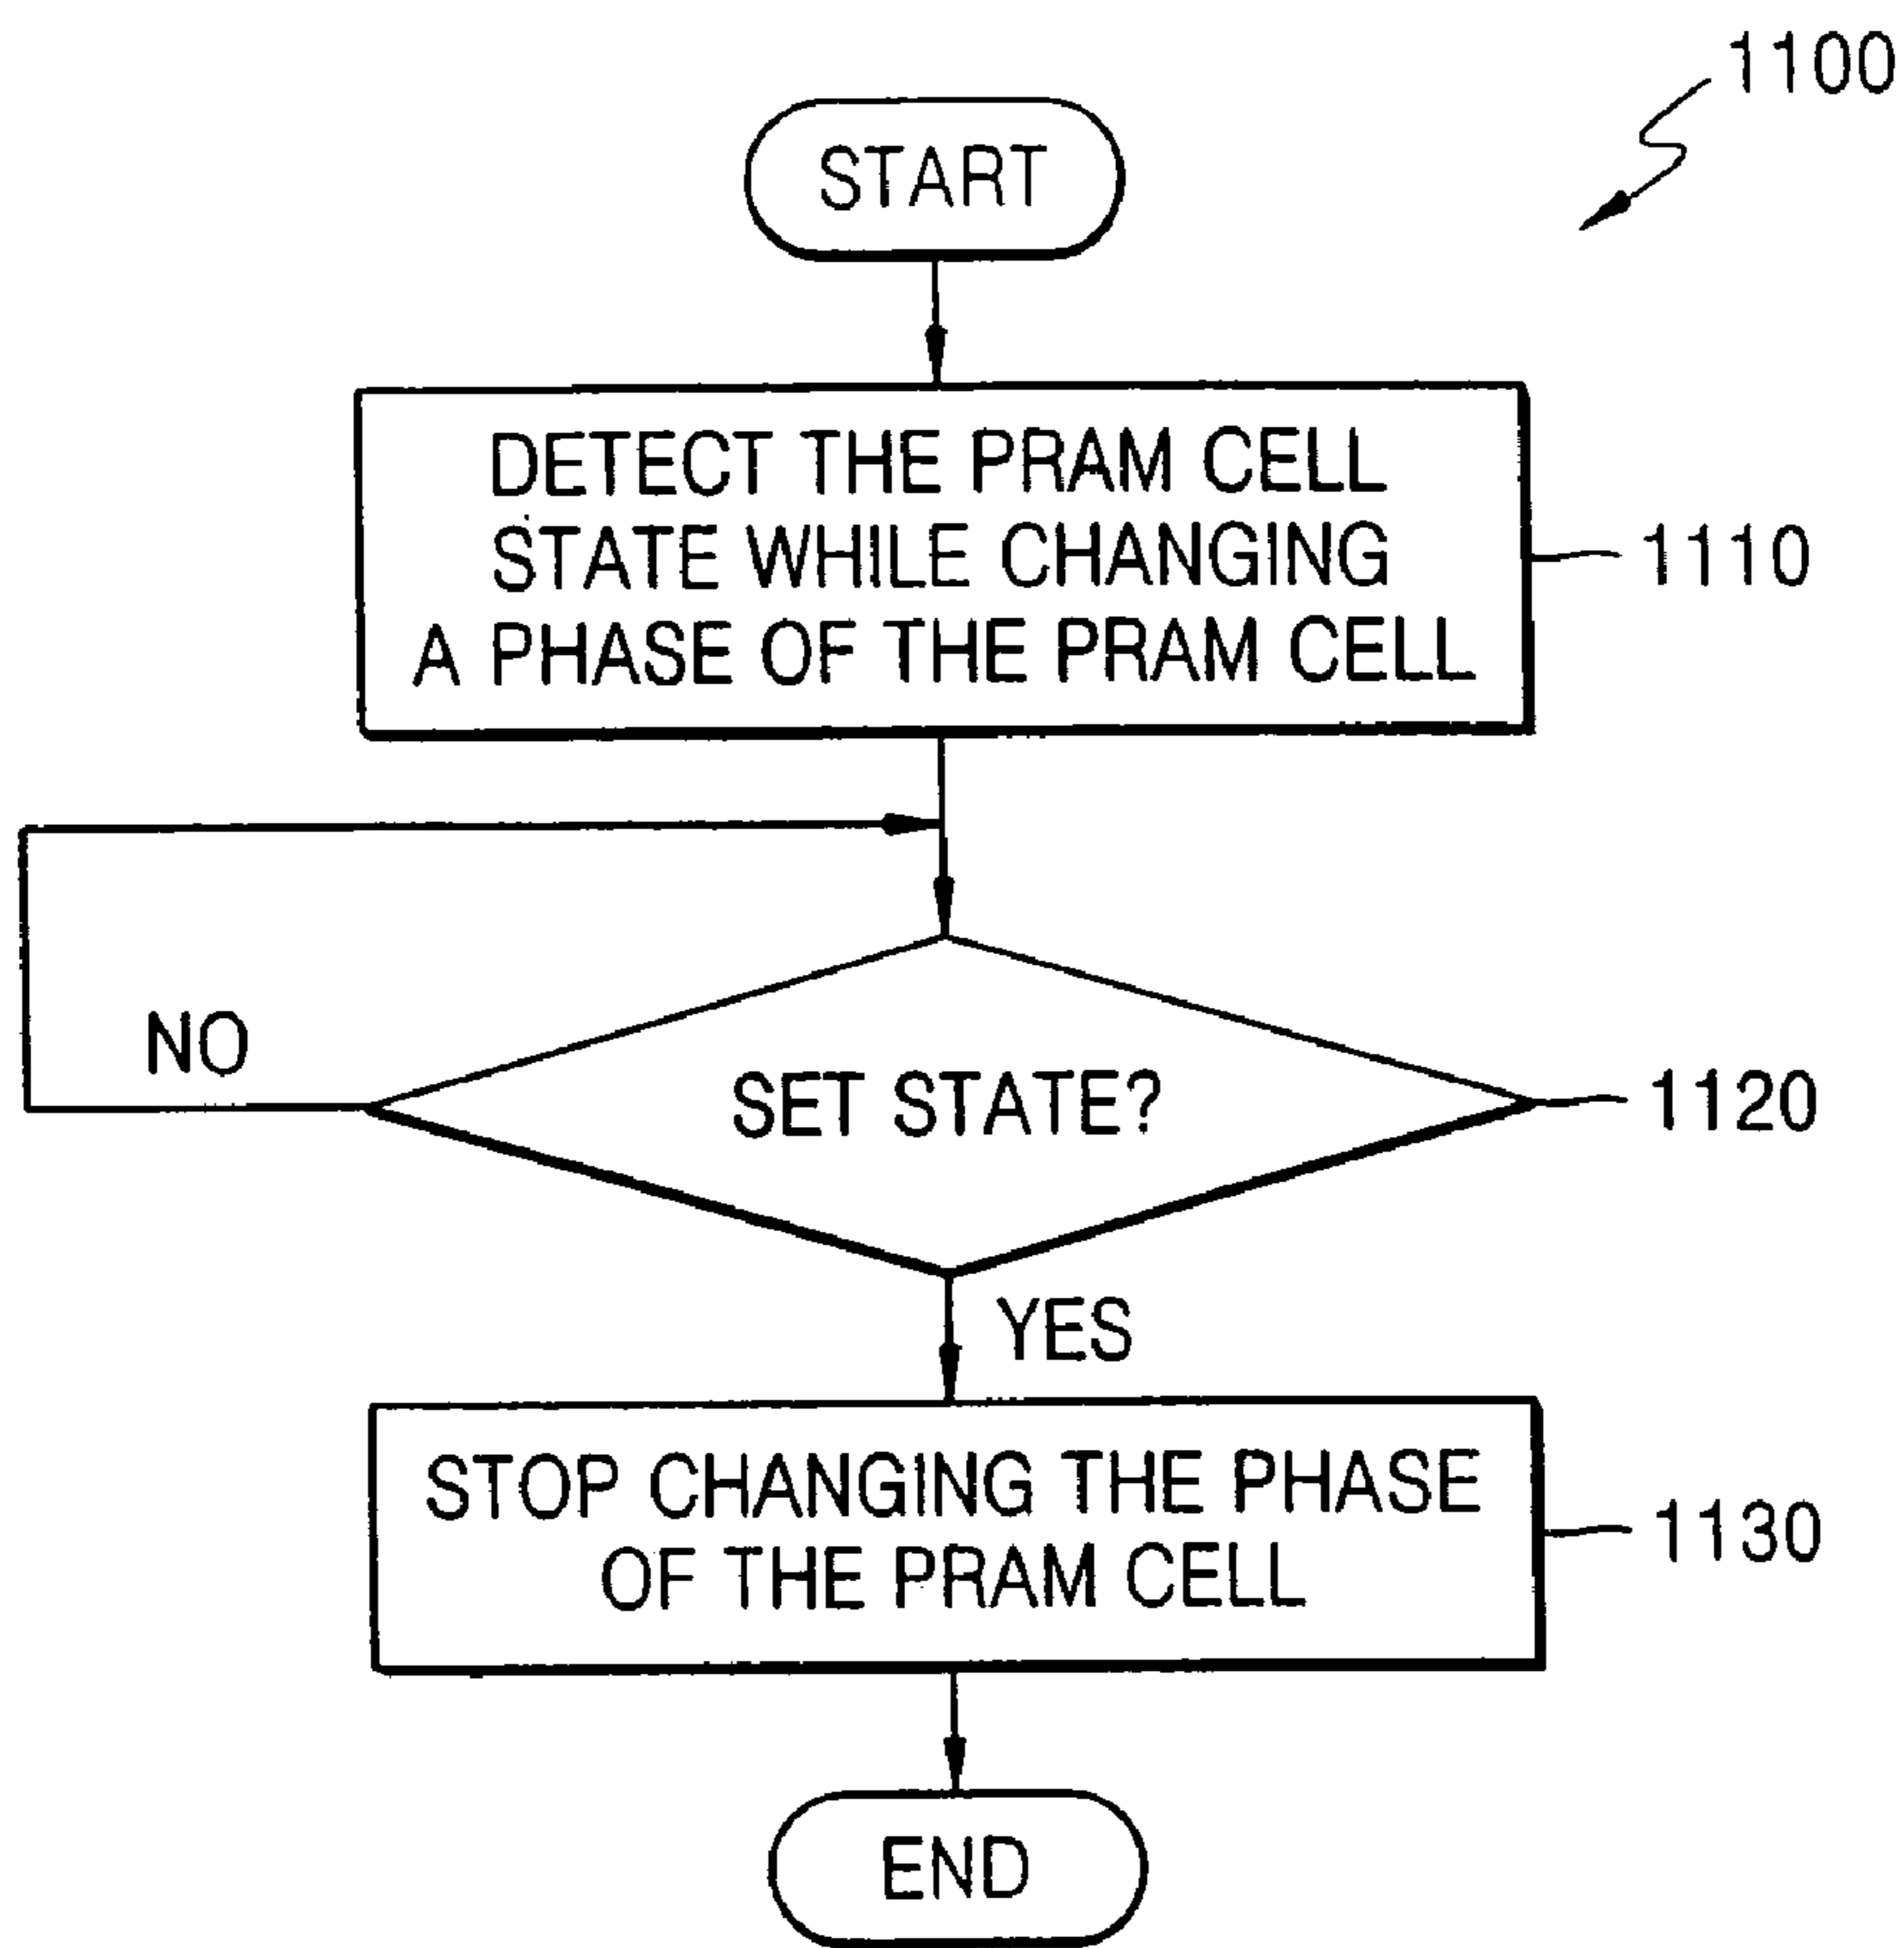 1100
START
DETECT THE PRAM CELL
STATE WHILE CHANGING
A PHASE OF THE PRAM CELL
1110
NO
SET STATE?
1120
YES
STOP CHANGING THE PHASE
OF THE PRAM CELL
1130
END